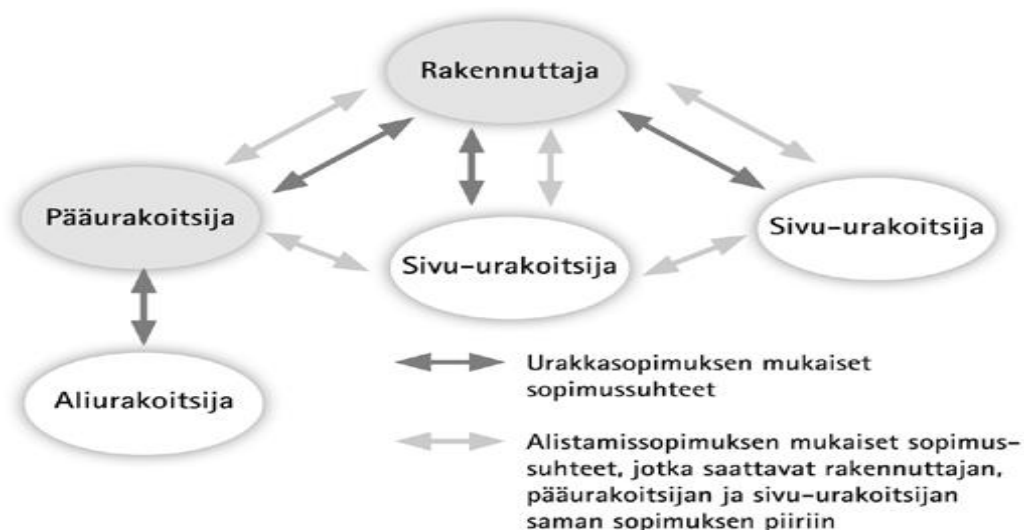 Rakennuttaja
Pääurakoitsija
Sivu-urakoitsija
Sivu-urakoitsija
Aliurakoitsija
Urakkasopimuksen mukaiset
sopimussuhteet
Alistamissopimuksen mukaiset sopimus-
suhteet, jotka saattavat rakennuttajan,
pääurakoitsijan ja sivu-urakoitsijan
saman sopimuksen piiriin